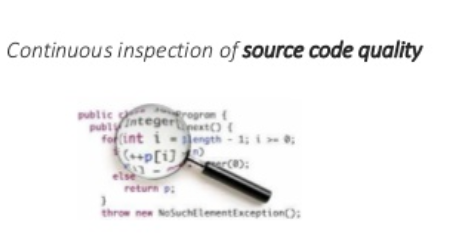 Continuous inspection of source code quality
public Program {
Integer next() {
for(int i = length - 1; i >= 0;
(++p[i]
else
return p;
}
throw new NoSuchElementException();